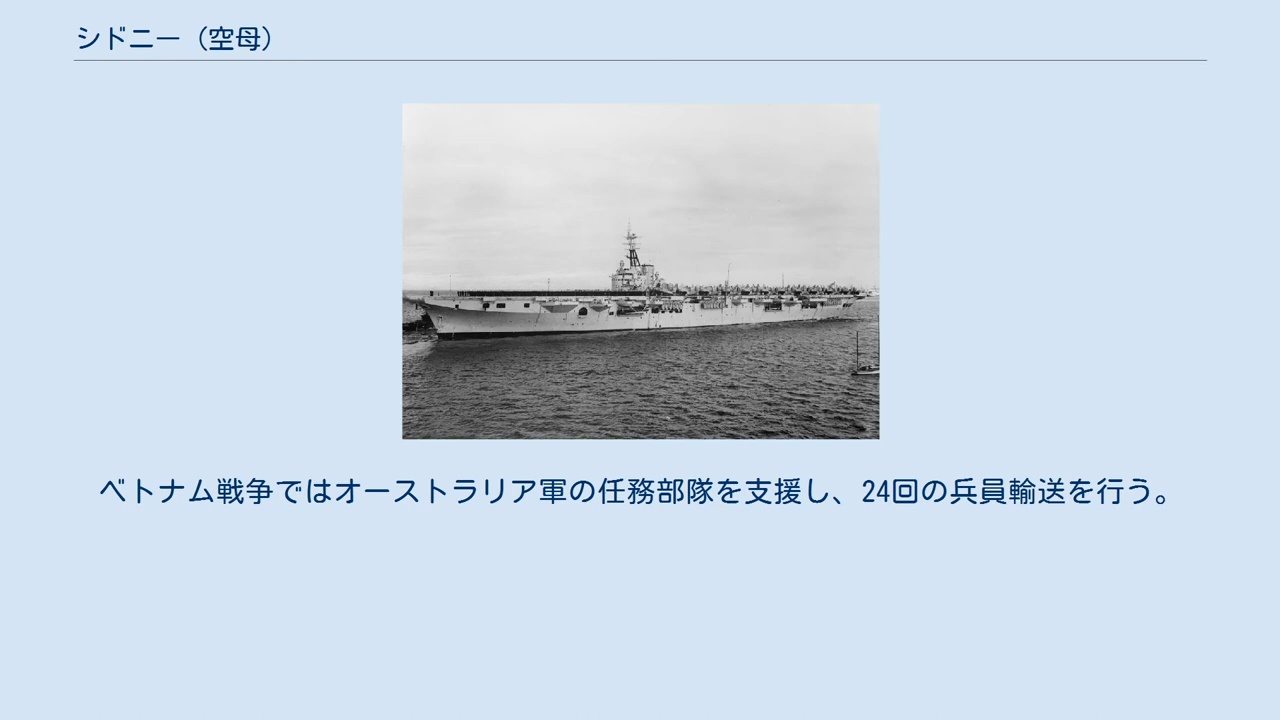 シドニー（空母）
ベトナム戦争ではオーストラリア軍の任務部隊を支援し、24回の兵員輸送を行う。